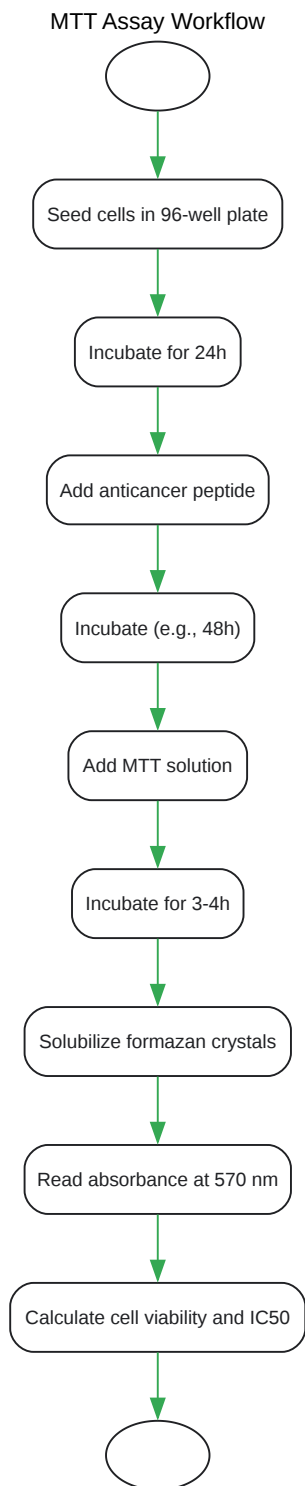 MTT Assay Workflow
Seed cells in 96-well plate
Incubate for 24h
Add anticancer peptide
Incubate (e.g., 48h)
Add MTT solution
Incubate for 3-4h
Solubilize formazan crystals
Read absorbance at 570 nm
Calculate cell viability and IC50